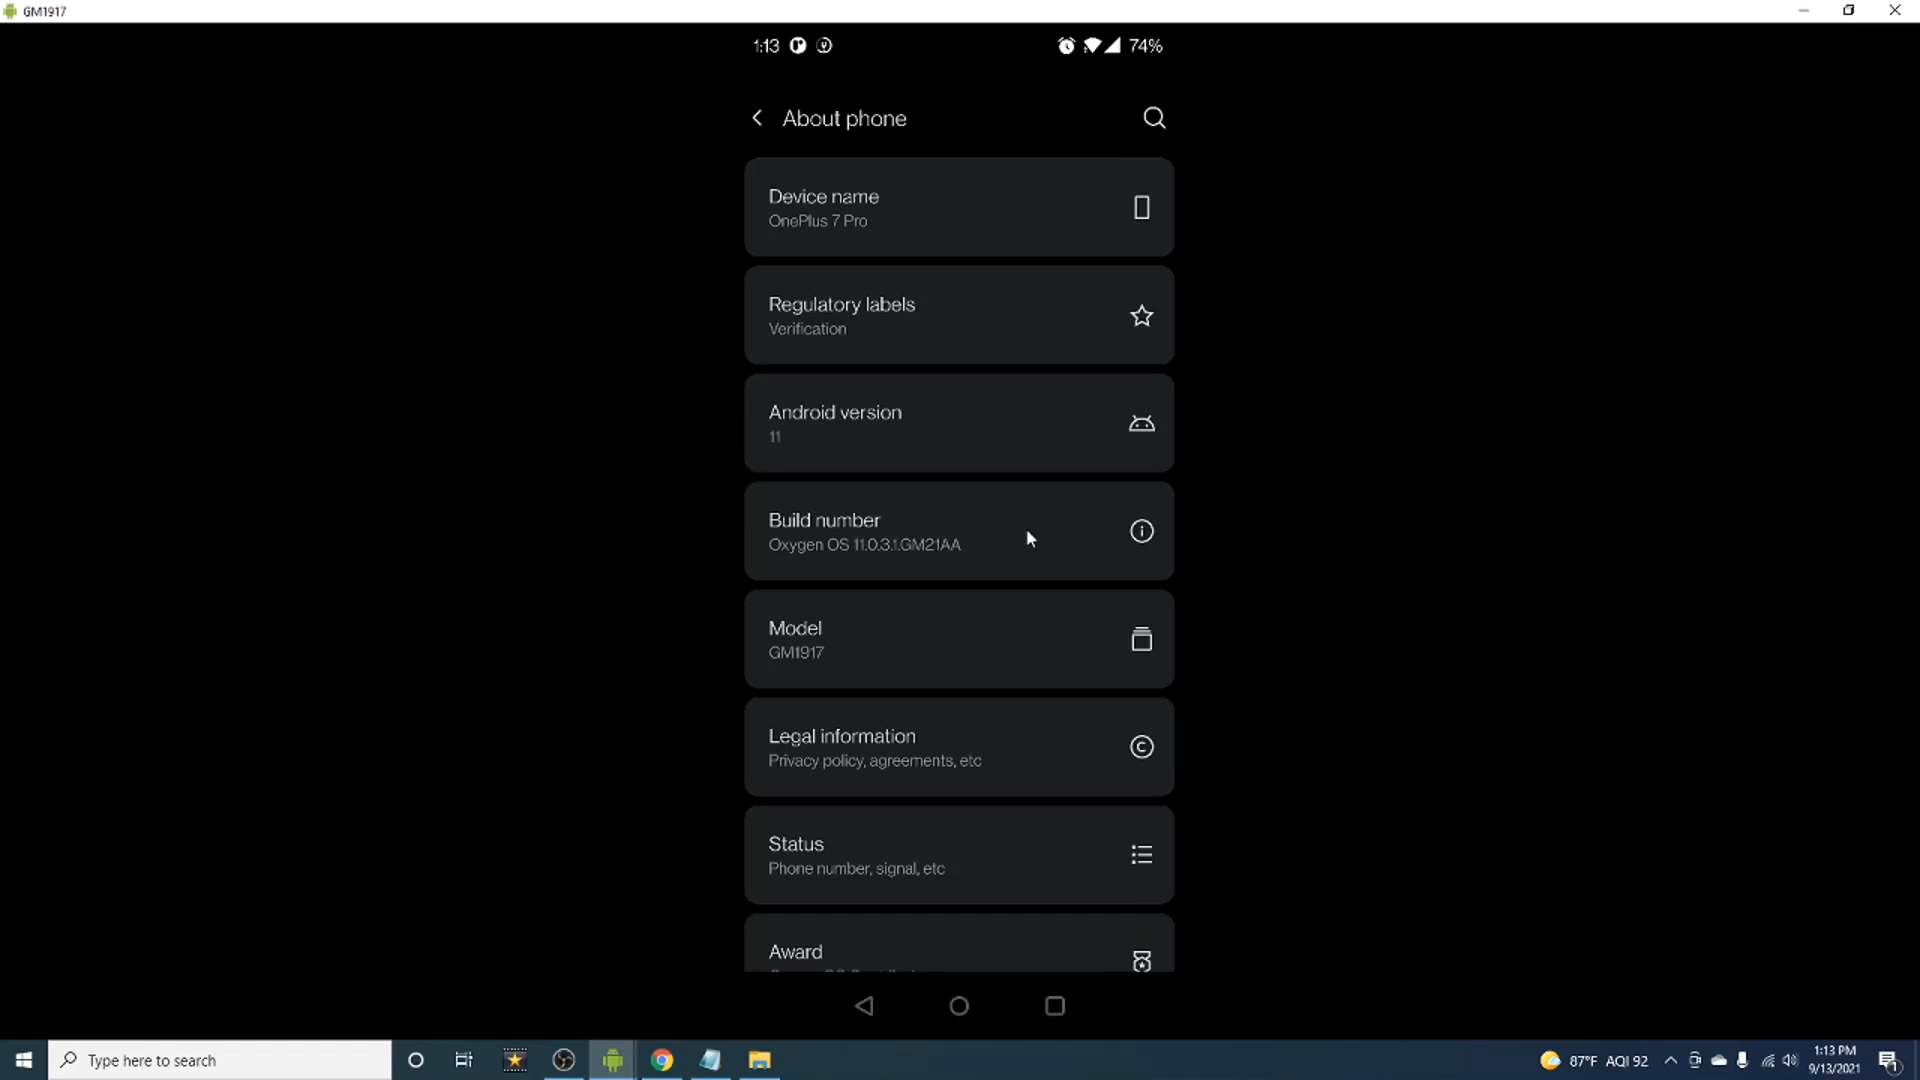 GM1917
1:13
74%
About phone
Device name
OnePlus 7 Pro
Regulatory labels
Verification
Android version
11
Build number
Oxygen OS 11.0.3.1.GM21AA
Model
GM1917
Legal information
Privacy policy, agreements, etc
Status
Phone number, signal, etc
Award
Type here to search
87°F AQI 92
1:13 PM
9/13/2021
1